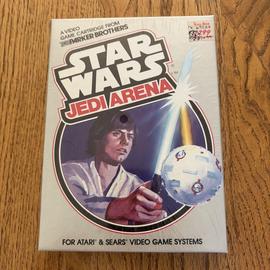 A VIDEO
GAME CARTRIDGE FROM
PARKER BROTHERS
STAR
WARS
JEDI ARENA
FOR ATARI & SEARS VIDEO GAME SYSTEMS